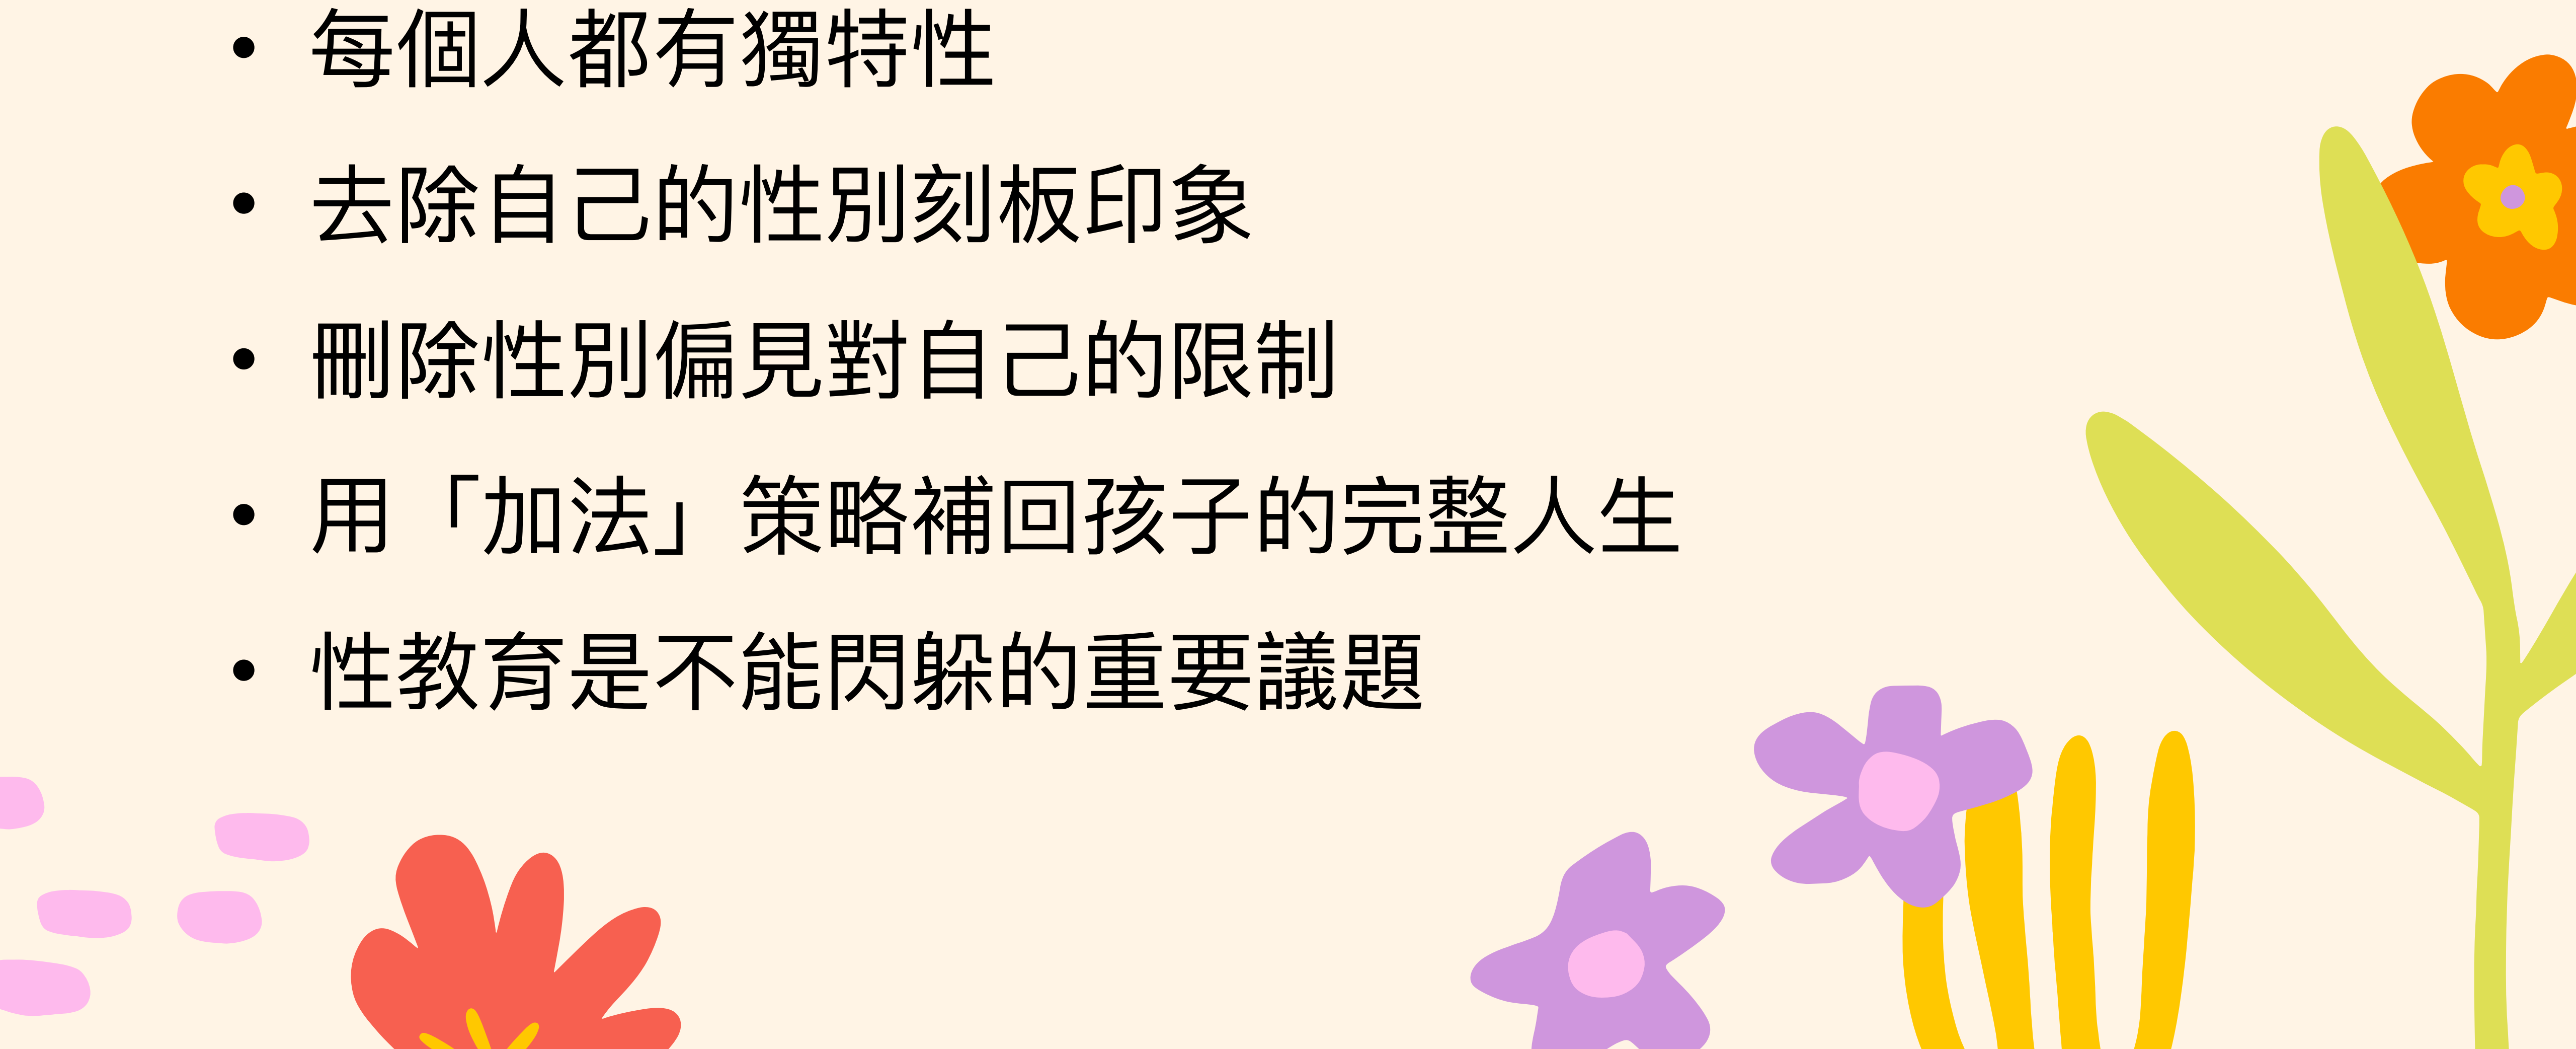 • 每個人都有獨特性
• 去除自己的性別刻板印象
• 刪除性別偏見對自己的限制
• 用「加法」策略補回孩子的完整人生
• 性教育是不能閃躲的重要議題